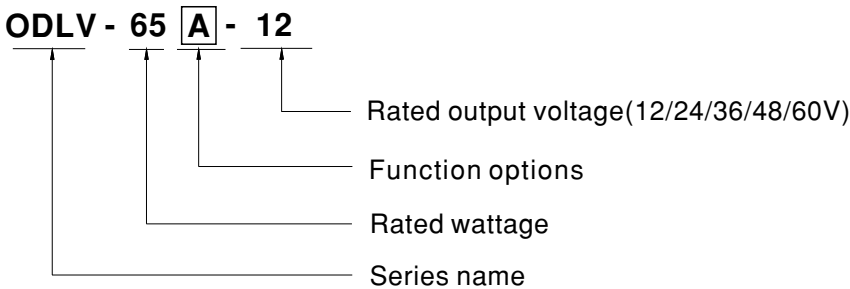 ODLV - 65 A - 12
Rated output voltage(12/24/36/48/60V)
Function options
Rated wattage
Series name